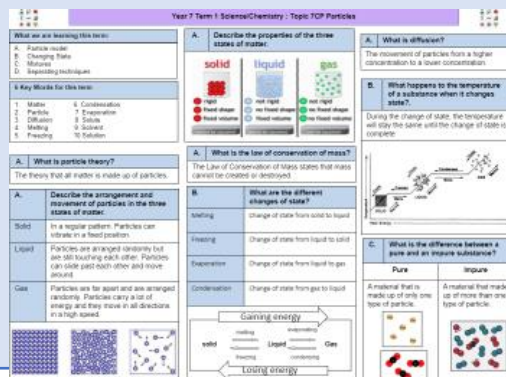 Year 7 Term 1 Science/Chemistry : Topic 7CP Particles
What we are learning this term:
A. Particle model
B. Changing State
C. Mixtures
D. Separating techniques
6 Key Words for this term:
1. Matter
2. Particle
3. Diffusion
4. Melting
5. Freezing
6. Condensation
7. Evaporation
8. Solute
9. Solvent
10. Solution
A. What is particle theory?
The theory that all matter is made up of particles.
A. Describe the arrangement and
movement of particles in the three
states of matter.
Solid
In a regular pattern. Particles can
vibrate in a fixed position.
Liquid
Particles are arranged randomly but
are still touching each other. Particles
can slide past each other and move
around.
Gas
Particles are far apart and are arranged
randomly. Particles carry a lot of
energy and they move in all directions
in a high speed.
A. Describe the properties of the three
states of matter.
solid liquid gas
rigid
fixed shape
fixed volume
not rigid
no fixed shape
fixed volume
not rigid
no fixed shape
no fixed volume
A. What is the law of conservation of mass?
The Law of Conservation of Mass states that mass
cannot be created or destroyed.
B. What are the different
changes of state?
Melting
Change of state from solid to liquid
Freezing
Change of state from liquid to solid
Evaporation
Change of state from liquid to gas
Condensation
Change of state from gas to liquid
Gaining energy
melting evaporating
solid Liquid Gas
freezing condensing
Losing energy
A. What is diffusion?
The movement of particles from a higher
concentration to a lower concentration.
B. What happens to the temperature
of a substance when it changes
state?
During the change of state, the temperature
will stay the same until the change of state is
complete
C. What is the difference between a
pure and an impure substance?
Pure Impure
A material that is
made up of only one
type of particle.
A material that made
up of more than one
type of particle.